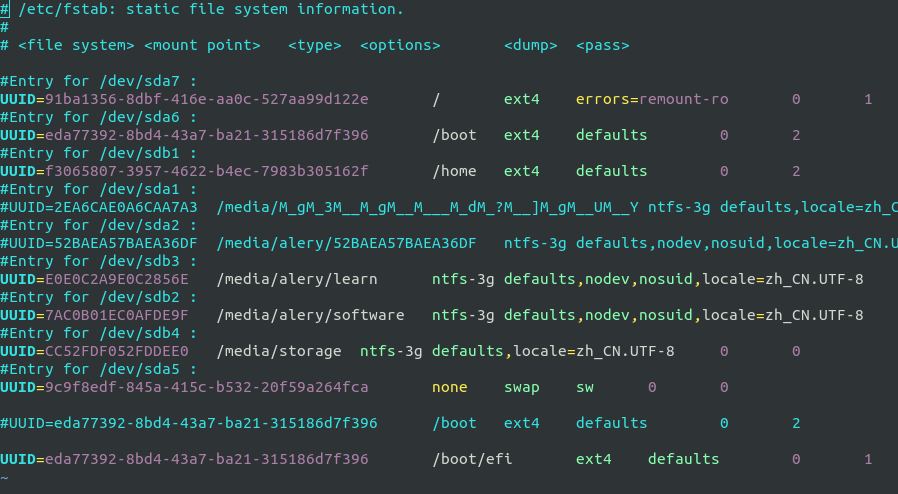 # /etc/fstab: static file system information.
#
# <file system> <mount point>   <type>  <options>       <dump>  <pass>

#Entry for /dev/sda7 :
UUID=91ba1356-8dbf-416e-aa0c-527aa99d122e       /       ext4    errors=remount-ro       0       1
#Entry for /dev/sda6 :
UUID=eda77392-8bd4-43a7-ba21-315186d7f396       /boot   ext4    defaults        0       2
#Entry for /dev/sdb1 :
UUID=f3065807-3957-4622-b4ec-7983b305162f       /home   ext4    defaults        0       2
#Entry for /dev/sda1 :
#UUID=2EA6CAE0A6CAA7A3  /media/M_gM_3M__M_gM__M___M_dM_?M__]M_gM__UM__Y ntfs-3g defaults,locale=zh_C
#Entry for /dev/sda2 :
#UUID=52BAEA57BAEA36DF  /media/alery/52BAEA57BAEA36DF   ntfs-3g defaults,nodev,nosuid,locale=zh_CN.U
#Entry for /dev/sdb3 :
UUID=E0E0C2A9E0C2856E   /media/alery/learn      ntfs-3g defaults,nodev,nosuid,locale=zh_CN.UTF-8
#Entry for /dev/sdb2 :
UUID=7AC0B01EC0AFDE9F   /media/alery/software   ntfs-3g defaults,nodev,nosuid,locale=zh_CN.UTF-8
#Entry for /dev/sdb4 :
UUID=CC52FDF052FDDEE0   /media/storage  ntfs-3g defaults,locale=zh_CN.UTF-8     0       0
#Entry for /dev/sda5 :
UUID=9c9f8edf-845a-415c-b532-20f59a264fca       none    swap    sw      0       0

#UUID=eda77392-8bd4-43a7-ba21-315186d7f396      /boot   ext4    defaults        0       2

UUID=eda77392-8bd4-43a7-ba21-315186d7f396       /boot/efi       ext4    defaults        0       1
~